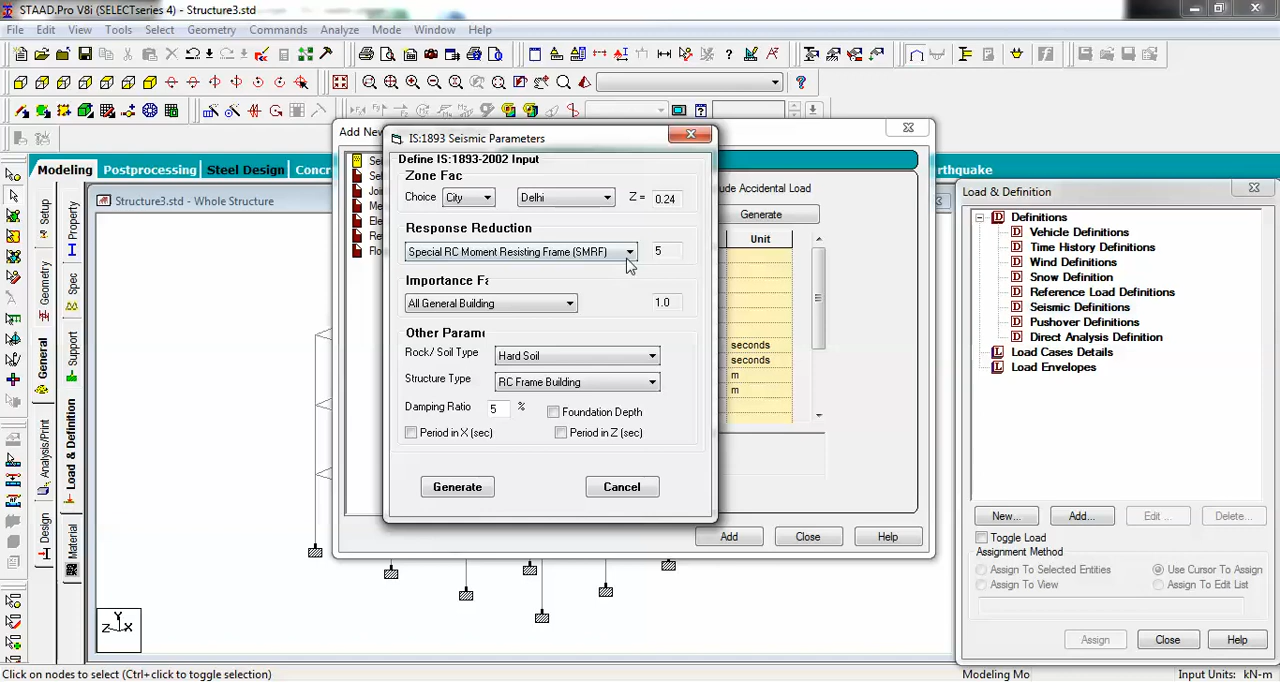 STAAD.Pro V8i (SELECTseries 4) - Structure3.std
File Edit View Tools Select Geometry Commands Analyze Mode Window Help
Modeling Postprocessing Steel Design Concr rthquake
Structure3.std - Whole Structure
Setup
Geometry
General
Analysis/Print
Design
Property
Spec
Support
Load & Definition
Material
Add New
Se
Se
Joi
Me
Ele
Re
Flo
ude Accidental Load
Generate
Unit
seconds
seconds
m
m
Add Close Help
IS:1893 Seismic Parameters
Define IS:1893-2002 Input
Zone Fac
Choice City Delhi Z = 0.24
Response Reduction
Special RC Moment Resisting Frame (SMRF) 5
Importance Fa
All General Building 1.0
Other Parame
Rock/ Soil Type Hard Soil
Structure Type RC Frame Building
Damping Ratio 5 % Foundation Depth
Period in X (sec) Period in Z (sec)
Generate Cancel
Load & Definition
Definitions
Vehicle Definitions
Time History Definitions
Wind Definitions
Snow Definition
Reference Load Definitions
Seismic Definitions
Pushover Definitions
Direct Analysis Definition
Load Cases Details
Load Envelopes
New... Add... Edit ... Delete...
Toggle Load
Assignment Method
Assign To Selected Entities Use Cursor To Assign
Assign To View Assign To Edit List
Assign Close Help
Y
Z X
Click on nodes to select (Ctrl+click to toggle selection) Modeling Mo Input Units: kN-m